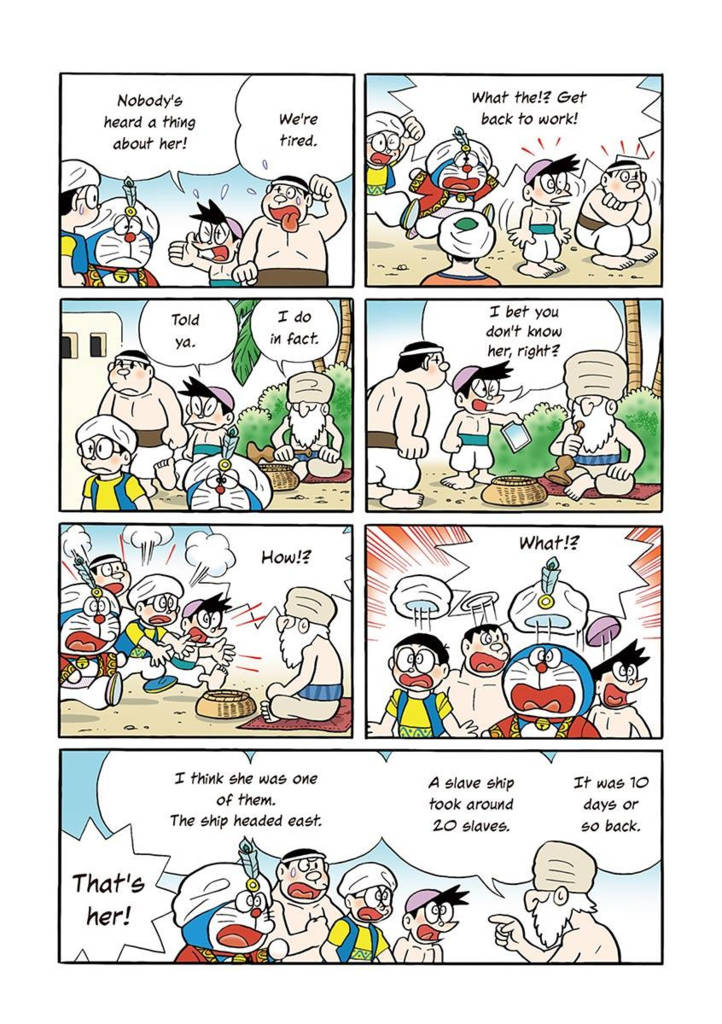 What the!? Get
back to work!
We're
tired.
Nobody's
heard a thing
about her!
I bet you
don't know
her, right?
I do
in fact.
Told
ya.
What!?
How!?
It was 10
days or
so back.
A slave ship
took around
20 slaves.
I think she was one
of them.
The ship headed east.
That's
her!